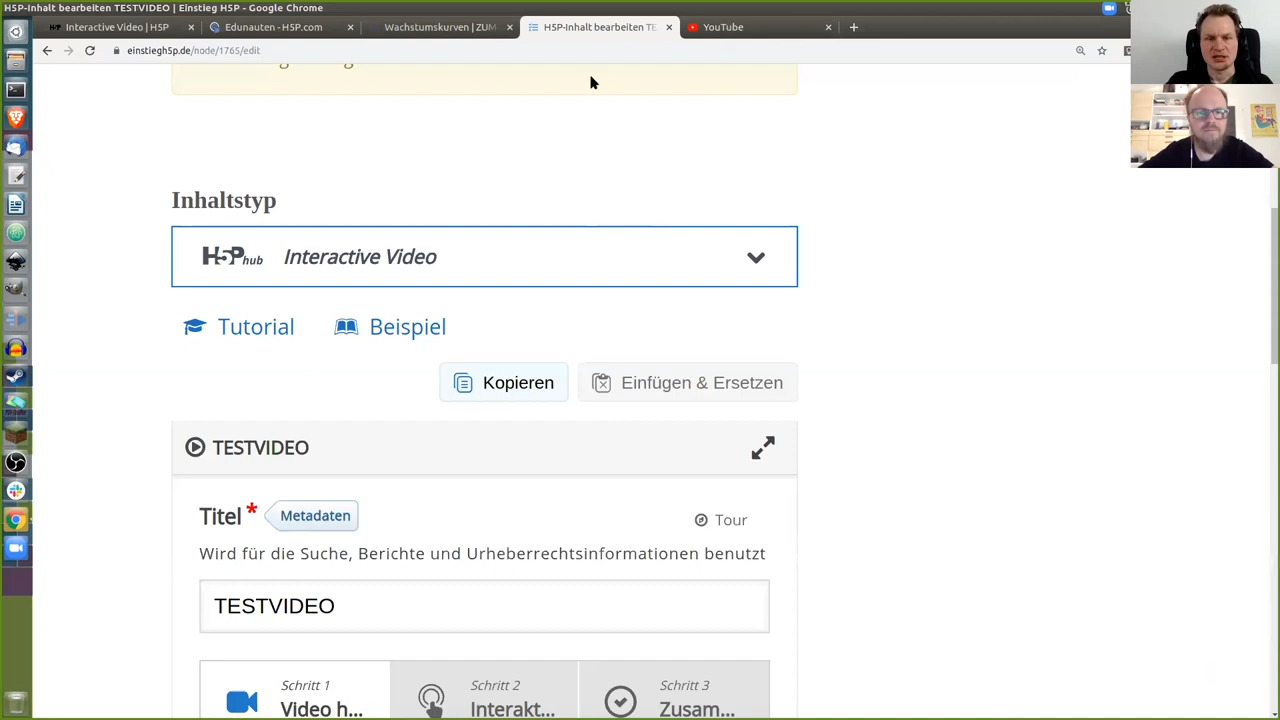 H5P-Inhalt bearbeiten TESTVIDEO | Einstieg H5P - Google Chrome
H5P Interactive Video | H5P
Edunauten - H5P.com
Wachstumskurven | ZUM
H5P-Inhalt bearbeiten TE
YouTube
einstiegh5p.de/node/1765/edit
Inhaltstyp
H5P hub Interactive Video
Tutorial Beispiel
Kopieren Einfügen & Ersetzen
TESTVIDEO
Titel * Metadaten Tour
Wird für die Suche, Berichte und Urheberrechtsinformationen benutzt
TESTVIDEO
Schritt 1 Schritt 2 Schritt 3
Video h... Interakt... Zusam...